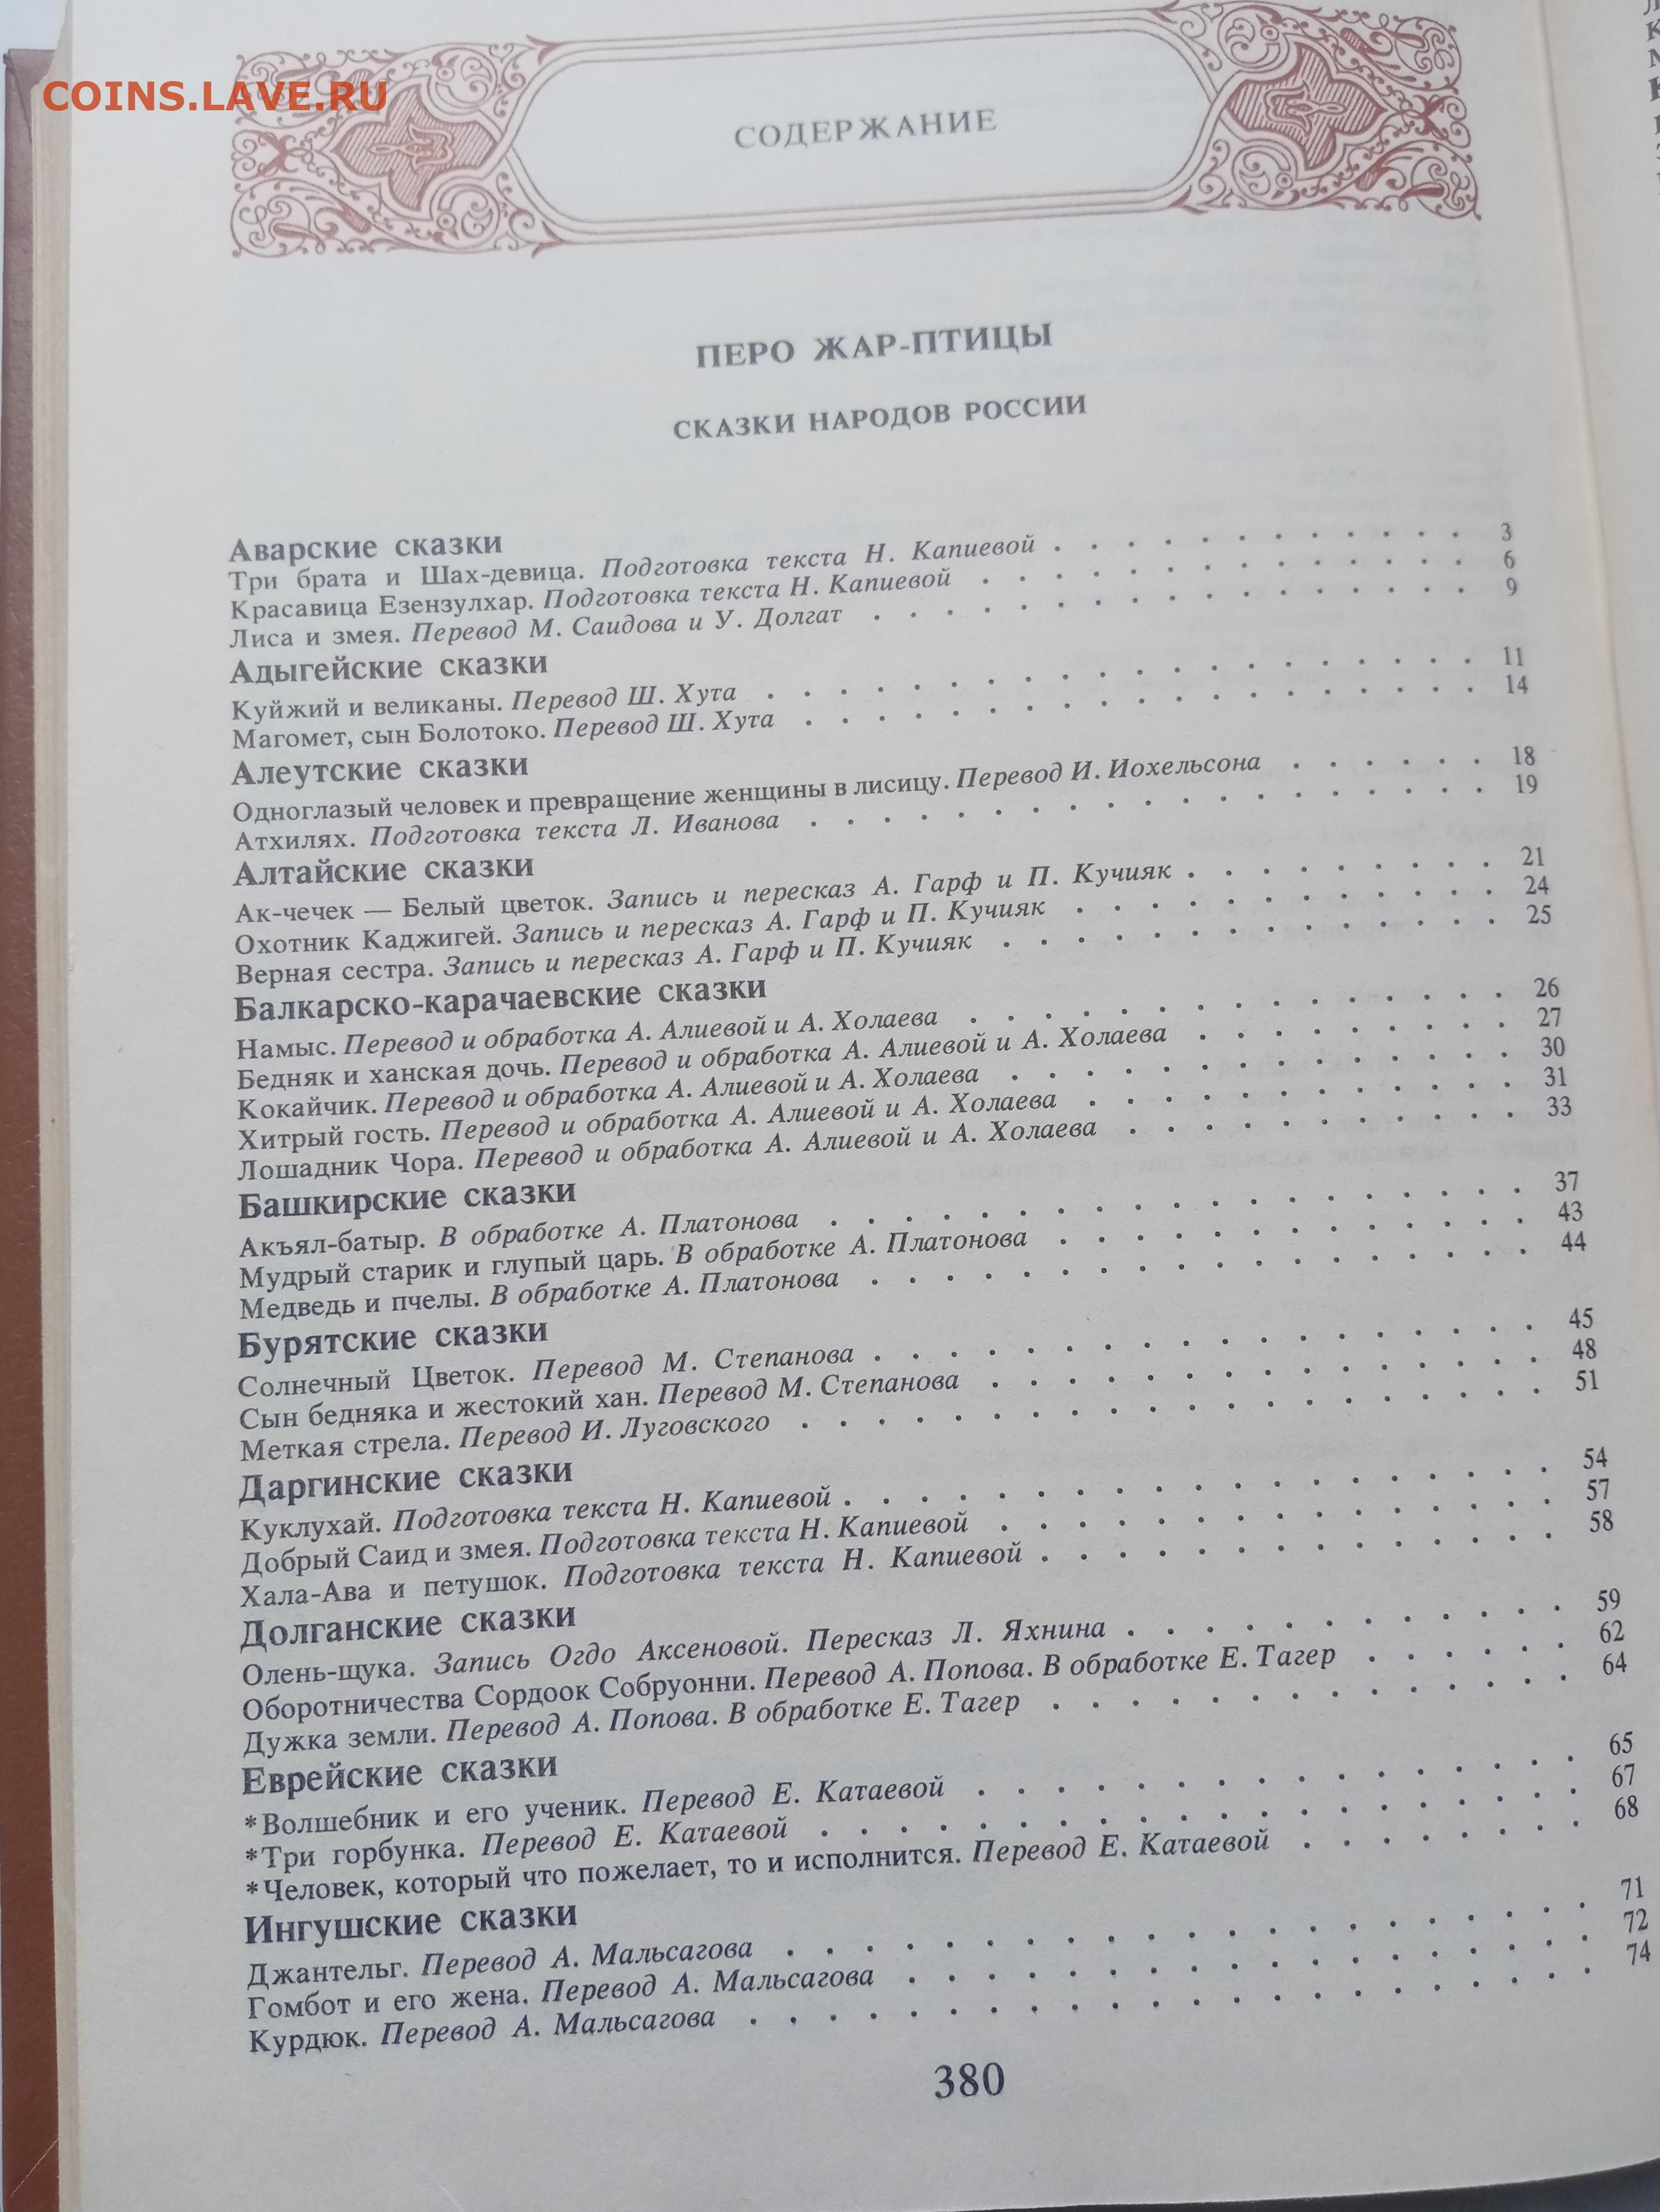 COINS.LAVE.RU
СОДЕРЖАНИЕ
ПЕРО ЖАР-ПТИЦЫ
СКАЗКИ НАРОДОВ РОССИИ
Аварские сказки
Три брата и Шах-девица. Подготовка текста Н. Капиевой . . . . . . . . . . . . 3
Красавица Езензулхар. Подготовка текста Н. Капиевой . . . . . . . . . . . . . . 6
Лиса и змея. Перевод М. Саидова и У. Долгат . . . . . . . . . . . . . . . . . 9
Адыгейские сказки
Куйжий и великаны. Перевод Ш. Хута . . . . . . . . . . . . . . . . . . . . 11
Магомет, сын Болотоко. Перевод Ш. Хута . . . . . . . . . . . . . . . . . . . 14
Алеутские сказки
Одноглазый человек и превращение женщины в лисицу. Перевод И. Иохельсона . . . . . . 18
Атхилях. Подготовка текста Л. Иванова . . . . . . . . . . . . . . . . . . . 19
Алтайские сказки
Ак-чечек — Белый цветок. Запись и пересказ А. Гарф и П. Кучияк . . . . . . . . . 21
Охотник Каджигей. Запись и пересказ А. Гарф и П. Кучияк . . . . . . . . . . . . 24
Верная сестра. Запись и пересказ А. Гарф и П. Кучияк . . . . . . . . . . . . . . 25
Балкарско-карачаевские сказки
Намыс. Перевод и обработка А. Алиевой и А. Холаева . . . . . . . . . . . . . . . 26
Бедняк и ханская дочь. Перевод и обработка А. Алиевой и А. Холаева . . . . . . . . . 27
Кокайчик. Перевод и обработка А. Алиевой и А. Холаева . . . . . . . . . . . . . . 30
Хитрый гость. Перевод и обработка А. Алиевой и А. Холаева . . . . . . . . . . . . 31
Лошадник Чора. Перевод и обработка А. Алиевой и А. Холаева . . . . . . . . . . . 33
Башкирские сказки
Акъял-батыр. В обработке А. Платонова . . . . . . . . . . . . . . . . . . . 37
Мудрый старик и глупый царь. В обработке А. Платонова . . . . . . . . . . . . . 43
Медведь и пчелы. В обработке А. Платонова . . . . . . . . . . . . . . . . . . 44
Бурятские сказки
Солнечный Цветок. Перевод М. Степанова . . . . . . . . . . . . . . . . . . 45
Сын бедняка и жестокий хан. Перевод М. Степанова . . . . . . . . . . . . . . . 48
Меткая стрела. Перевод И. Луговского . . . . . . . . . . . . . . . . . . . . 51
Даргинские сказки
Куклухай. Подготовка текста Н. Капиевой . . . . . . . . . . . . . . . . . . . 54
Добрый Саид и змея. Подготовка текста Н. Капиевой . . . . . . . . . . . . . . . 57
Хала-Ава и петушок. Подготовка текста Н. Капиевой . . . . . . . . . . . . . . 58
Долганские сказки
Олень-щука. Запись Огдо Аксеновой. Пересказ Л. Яхнина . . . . . . . . . . . . 59
Оборотничества Сордоок Собруонни. Перевод А. Попова. В обработке Е. Тагер . . . . . . 62
Дужка земли. Перевод А. Попова. В обработке Е. Тагер . . . . . . . . . . . . . . 64
Еврейские сказки
*Волшебник и его ученик. Перевод Е. Катаевой . . . . . . . . . . . . . . . . 65
*Три горбунка. Перевод Е. Катаевой . . . . . . . . . . . . . . . . . . . . 67
*Человек, который что пожелает, то и исполнится. Перевод Е. Катаевой . . . . . . . . 68
Ингушские сказки
Джантельг. Перевод А. Мальсагова . . . . . . . . . . . . . . . . . . . . . 71
Гомбот и его жена. Перевод А. Мальсагова . . . . . . . . . . . . . . . . . . 72
Курдюк. Перевод А. Мальсагова . . . . . . . . . . . . . . . . . . . . . . 74
380